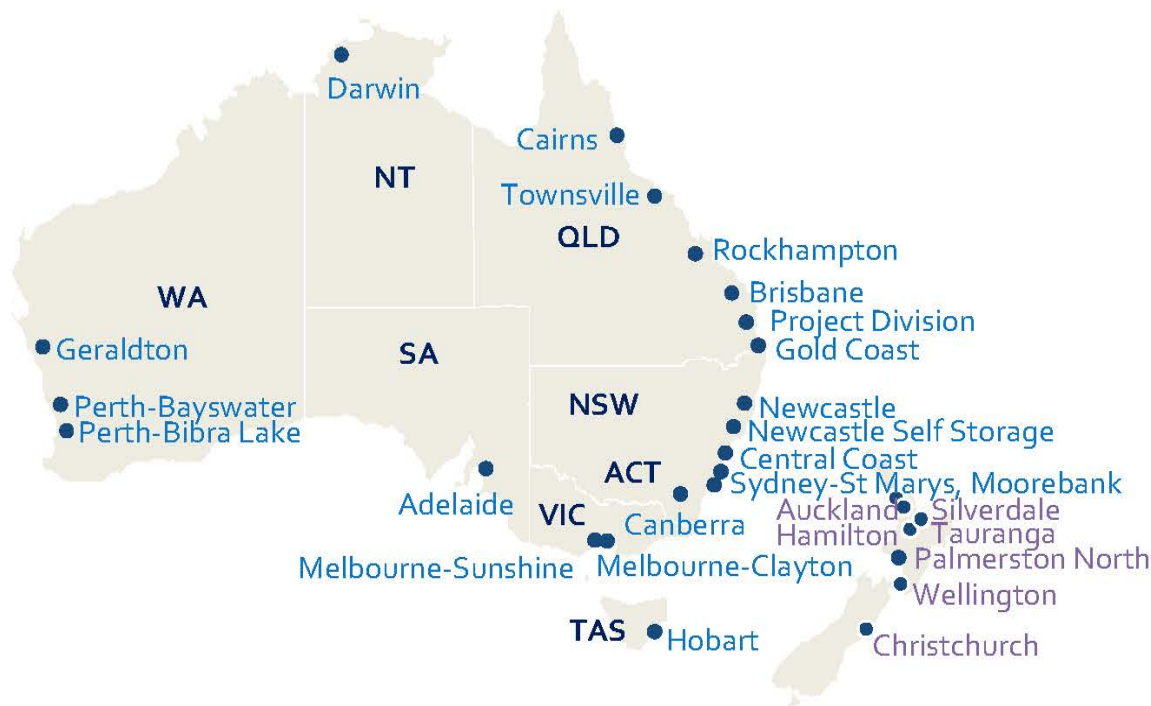 Darwin
Cairns
NT
Townsville
QLD
Rockhampton
WA
Brisbane
Project Division
Geraldton
SA
Gold Coast
NSW
Perth-Bayswater
Newcastle
Perth-Bibra Lake
Newcastle Self Storage
Central Coast
ACT
Sydney-St Marys, Moorebank
Adelaide
VIC
Canberra
Auckland
Silverdale
Hamilton
Tauranga
Melbourne-Sunshine
Melbourne-Clayton
Palmerston North
Wellington
TAS
Hobart
Christchurch